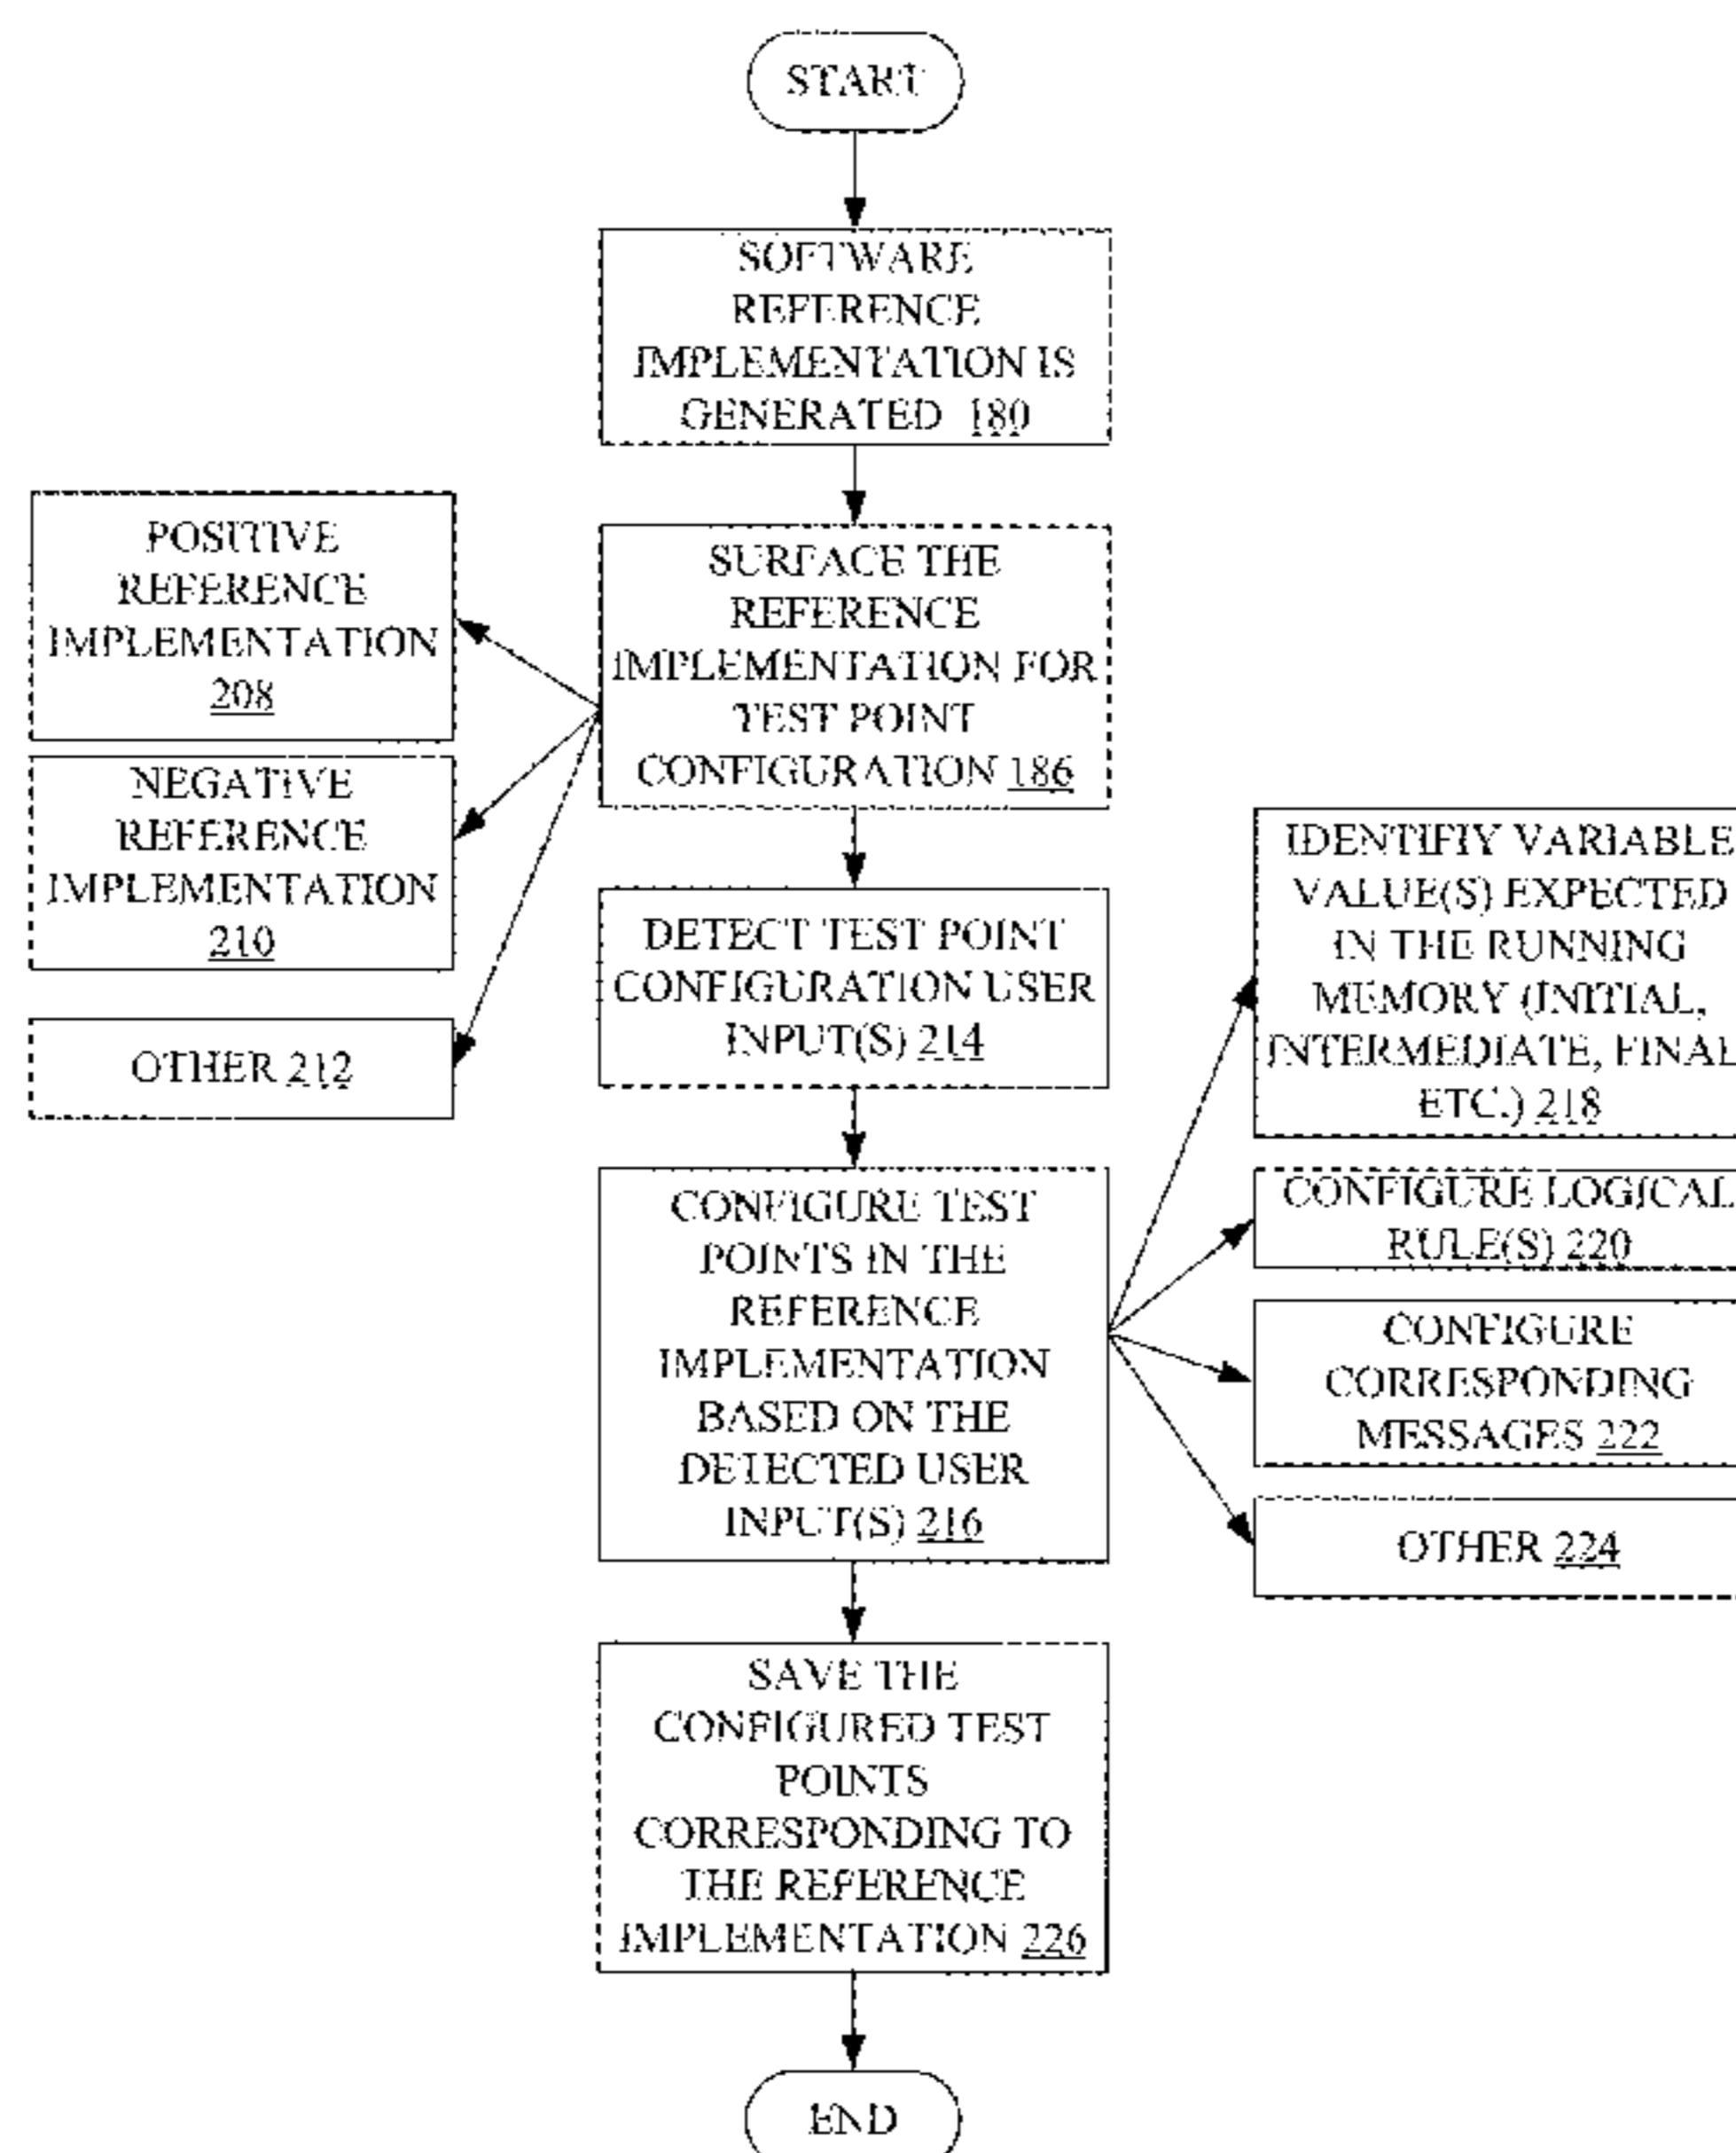 START
SOFTWARE
REFERENCE
IMPLEMENTATION IS
GENERATED 180
POSITIVE
REFERENCE
IMPLEMENTATION
208
SURFACE THE
REFERENCE
IMPLEMENTATION FOR
TEST POINT
CONFIGURATION 186
NEGATIVE
REFERENCE
IMPLEMENTATION
210
OTHER 212
DETECT TEST POINT
CONFIGURATION USER
INPUT(S) 214
IDENTIFIY VARIABLE
VALUE(S) EXPECTED
IN THE RUNNING
MEMORY (INITIAL,
INTERMEDIATE, FINAL,
ETC.) 218
CONFIGURE TEST
POINTS IN THE
REFERENCE
IMPLEMENTATION
BASED ON THE
DETECTED USER
INPUT(S) 216
CONFIGURE LOGICAL
RULE(S) 220
CONFIGURE
CORRESPONDING
MESSAGES 222
OTHER 224
SAVE THE
CONFIGURED TEST
POINTS
CORRESPONDING TO
THE REFERENCE
IMPLEMENTATION 226
END